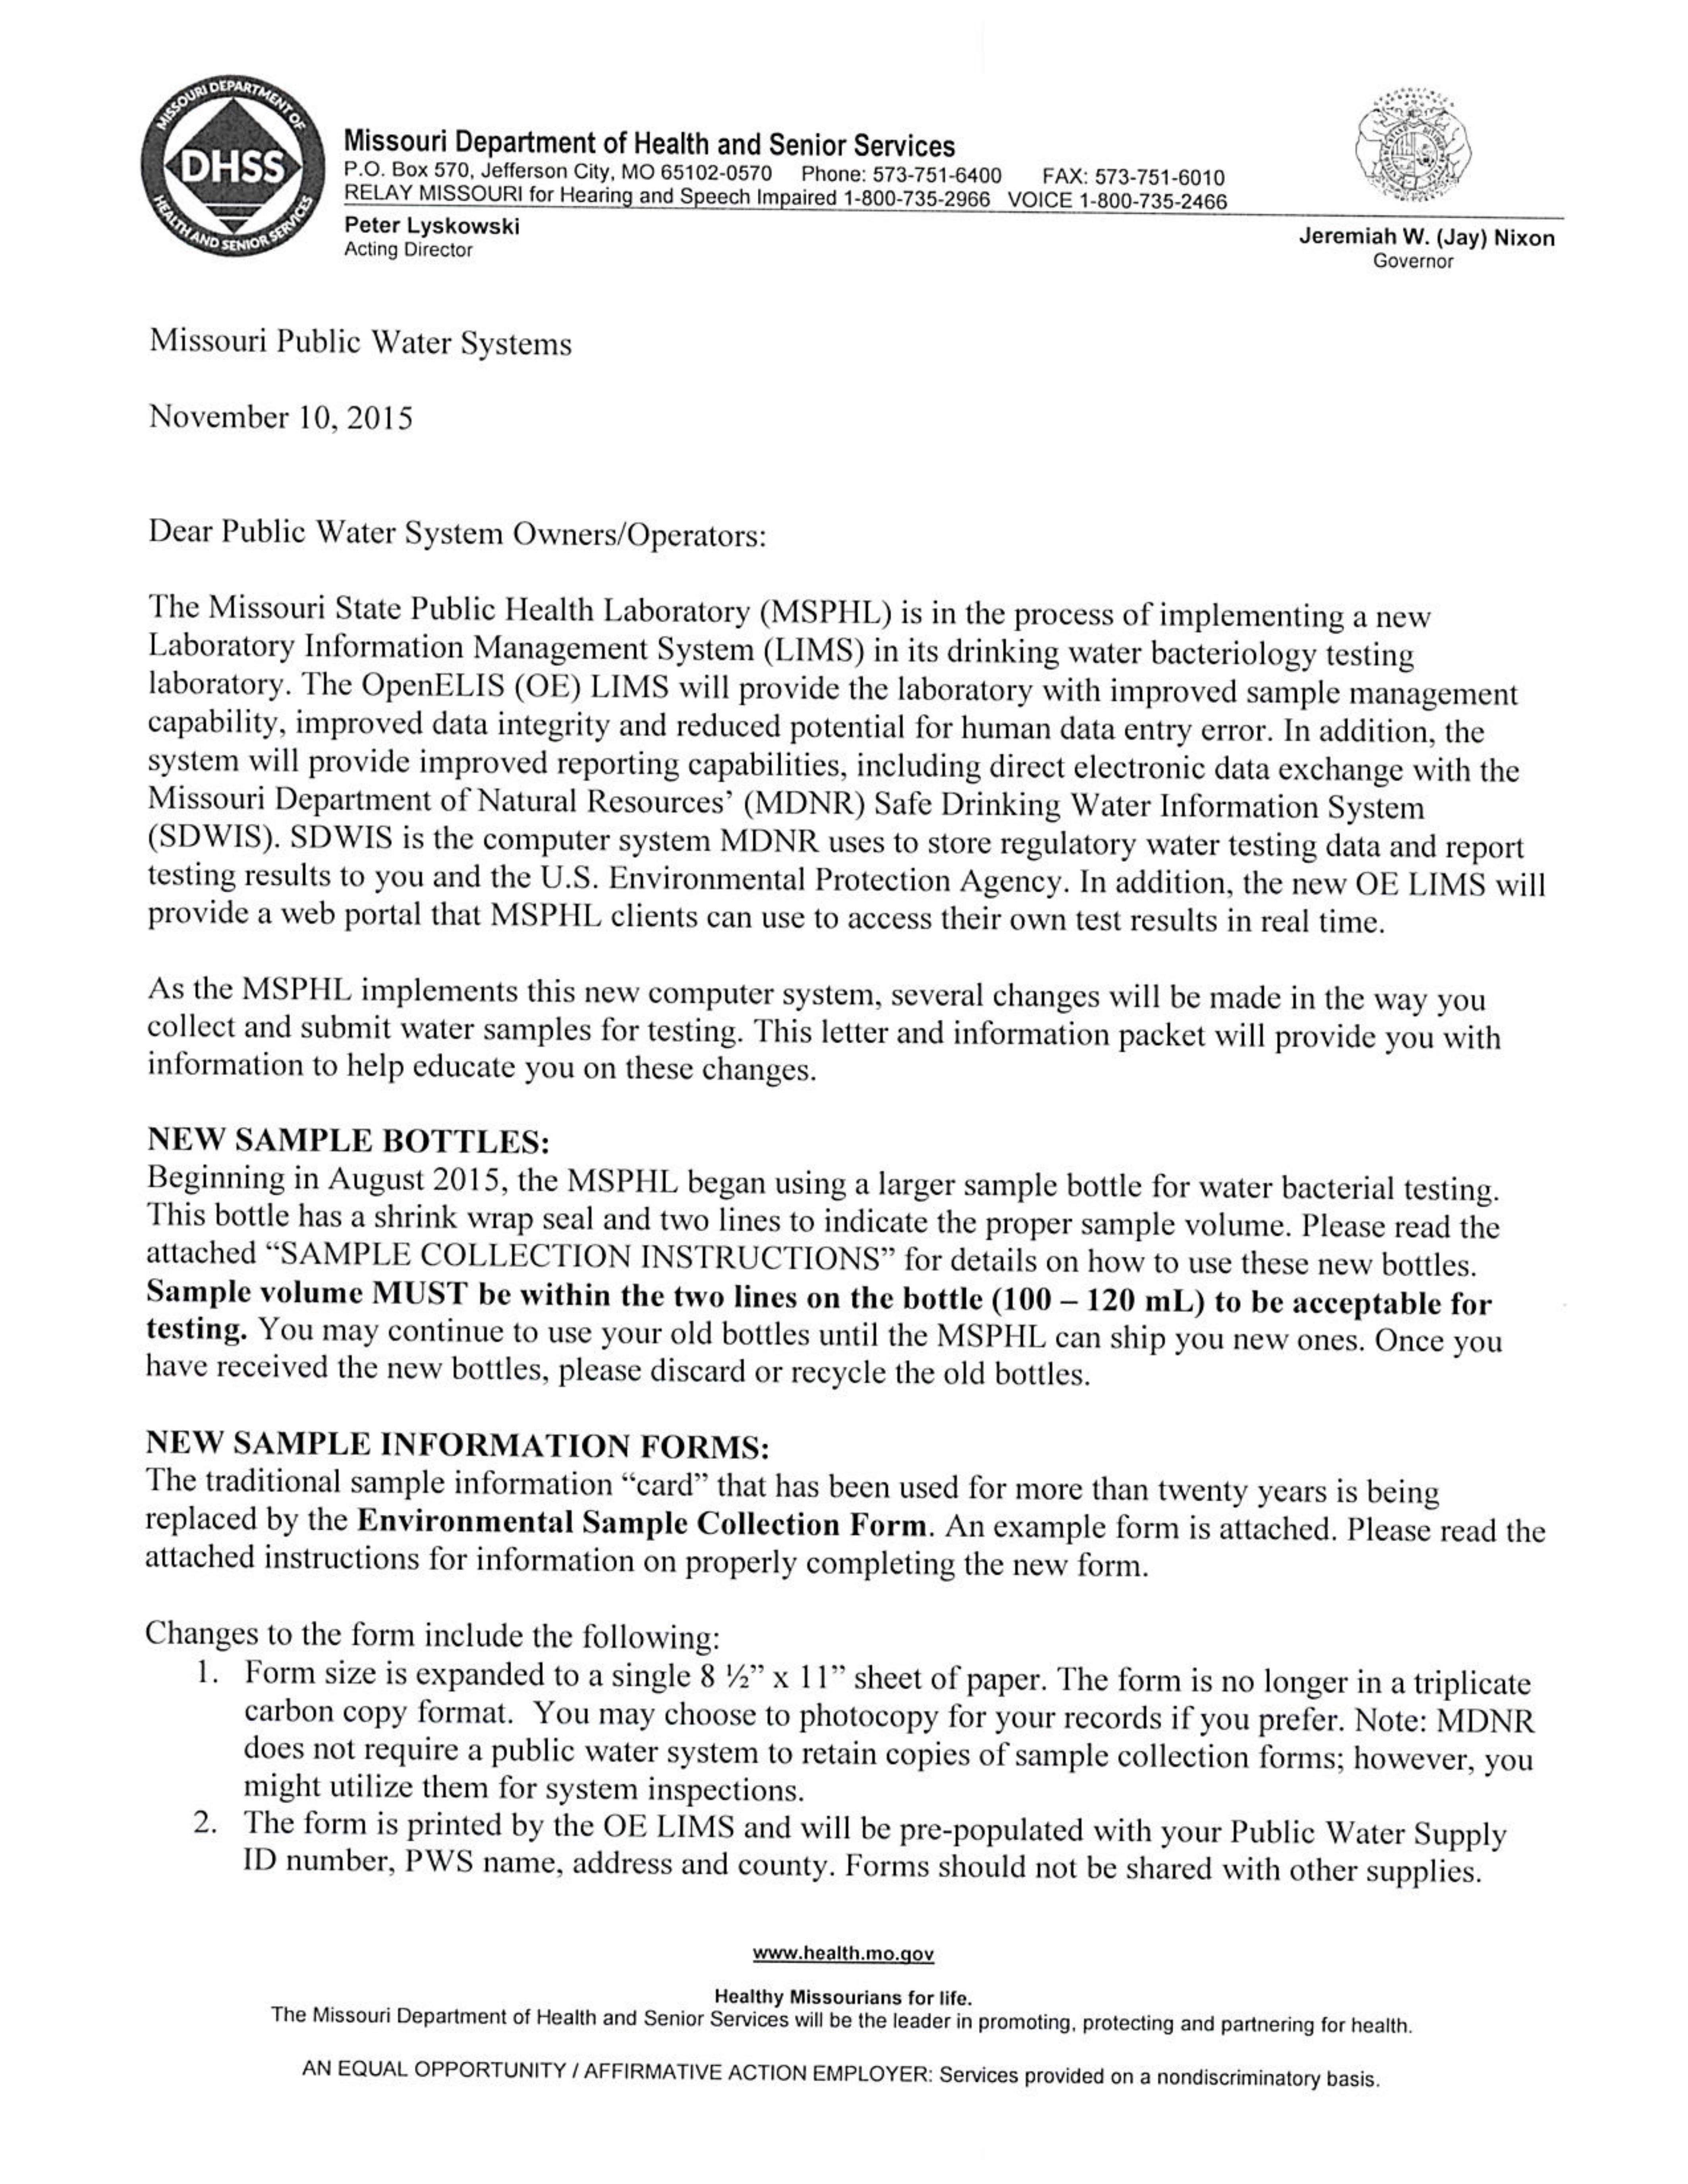 MISSOURI DEPARTMENT OF
DHSS
HEALTH AND SENIOR SERVICES
Missouri Department of Health and Senior Services
P.O. Box 570, Jefferson City, MO 65102-0570 Phone: 573-751-6400 FAX: 573-751-6010
RELAY MISSOURI for Hearing and Speech Impaired 1-800-735-2966 VOICE 1-800-735-2466
Peter Lyskowski
Acting Director
Jeremiah W. (Jay) Nixon
Governor
Missouri Public Water Systems
November 10, 2015
Dear Public Water System Owners/Operators:
The Missouri State Public Health Laboratory (MSPHL) is in the process of implementing a new
Laboratory Information Management System (LIMS) in its drinking water bacteriology testing
laboratory. The OpenELIS (OE) LIMS will provide the laboratory with improved sample management
capability, improved data integrity and reduced potential for human data entry error. In addition, the
system will provide improved reporting capabilities, including direct electronic data exchange with the
Missouri Department of Natural Resources’ (MDNR) Safe Drinking Water Information System
(SDWIS). SDWIS is the computer system MDNR uses to store regulatory water testing data and report
testing results to you and the U.S. Environmental Protection Agency. In addition, the new OE LIMS will
provide a web portal that MSPHL clients can use to access their own test results in real time.
As the MSPHL implements this new computer system, several changes will be made in the way you
collect and submit water samples for testing. This letter and information packet will provide you with
information to help educate you on these changes.
NEW SAMPLE BOTTLES:
Beginning in August 2015, the MSPHL began using a larger sample bottle for water bacterial testing.
This bottle has a shrink wrap seal and two lines to indicate the proper sample volume. Please read the
attached “SAMPLE COLLECTION INSTRUCTIONS” for details on how to use these new bottles.
Sample volume MUST be within the two lines on the bottle (100 – 120 mL) to be acceptable for
testing. You may continue to use your old bottles until the MSPHL can ship you new ones. Once you
have received the new bottles, please discard or recycle the old bottles.
NEW SAMPLE INFORMATION FORMS:
The traditional sample information “card” that has been used for more than twenty years is being
replaced by the Environmental Sample Collection Form. An example form is attached. Please read the
attached instructions for information on properly completing the new form.
Changes to the form include the following:
1. Form size is expanded to a single 8 ½” x 11” sheet of paper. The form is no longer in a triplicate
carbon copy format. You may choose to photocopy for your records if you prefer. Note: MDNR
does not require a public water system to retain copies of sample collection forms; however, you
might utilize them for system inspections.
2. The form is printed by the OE LIMS and will be pre-populated with your Public Water Supply
ID number, PWS name, address and county. Forms should not be shared with other supplies.
www.health.mo.gov
Healthy Missourians for life.
The Missouri Department of Health and Senior Services will be the leader in promoting, protecting and partnering for health.
AN EQUAL OPPORTUNITY / AFFIRMATIVE ACTION EMPLOYER: Services provided on a nondiscriminatory basis.